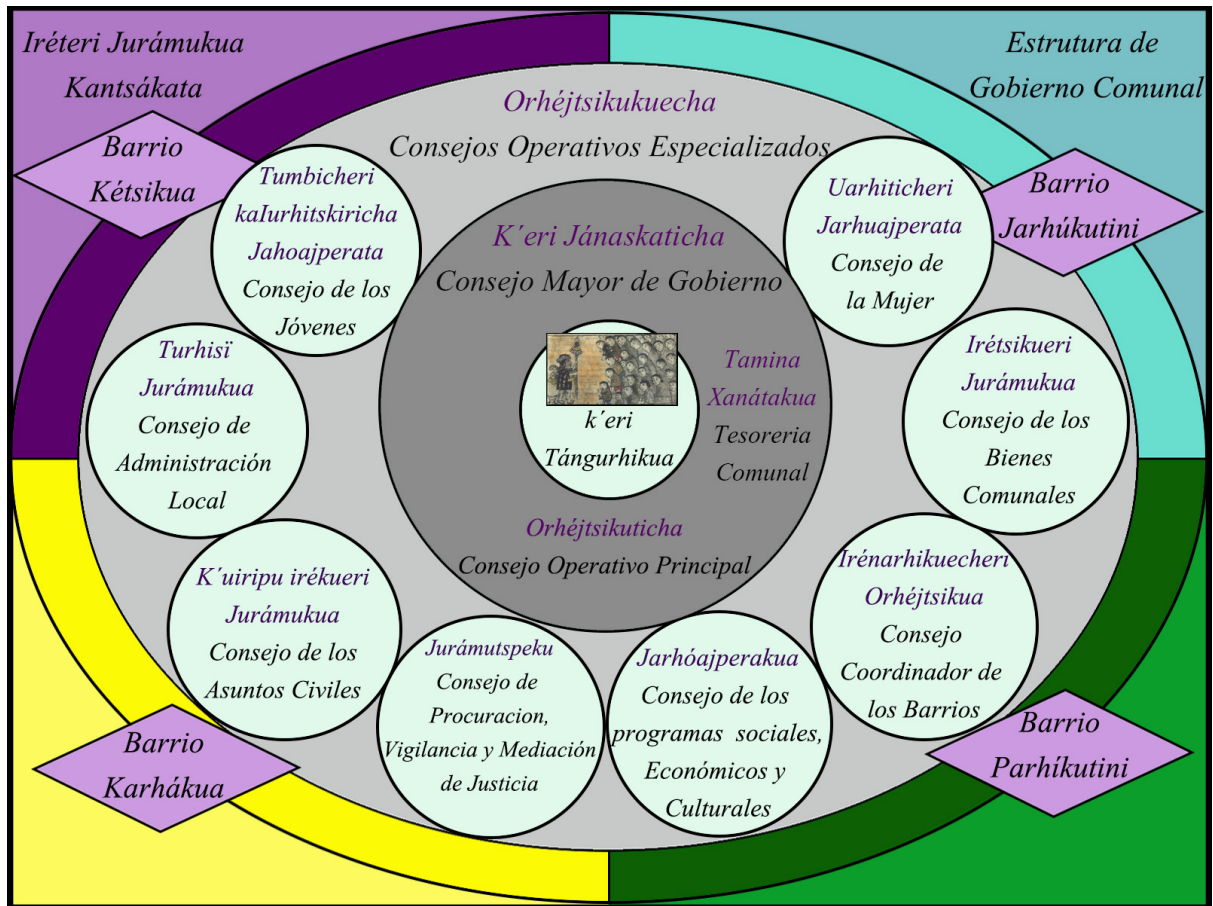 Iréteri Jurámukua
Kantsákata
Estrutura de
Gobierno Comunal
Barrio
Kétsikua
Barrio
Jarhúkutini
Orhéjtsikukuecha
Consejos Operativos Especializados
Tumbicheri
kaIurhitskiricha
Jahoajperata
Consejo de los
Jóvenes
Uarhiticheri
Jarhuajperata
Consejo de
la Mujer
K´eri Jánaskaticha
Consejo Mayor de Gobierno
k´eri
Tángurhikua
Tamina
Xanátakua
Tesoreria
Comunal
Orhéjtsikuticha
Consejo Operativo Principal
Turhisï
Jurámukua
Consejo de
Administración
Local
Irétsikueri
Jurámukua
Consejo de los
Bienes
Comunales
K´uiripu irékueri
Jurámukua
Consejo de los
Asuntos Civiles
Jurámutspeku
Consejo de
Procuracion,
Vigilancia y Mediación
de Justicia
Jarhóajperakua
Consejo de los
programas sociales,
Económicos y
Culturales
Irénarhikuecheri
Orhéjtsikua
Consejo
Coordinador de
los Barrios
Barrio
Karhákua
Barrio
Parhíkutini